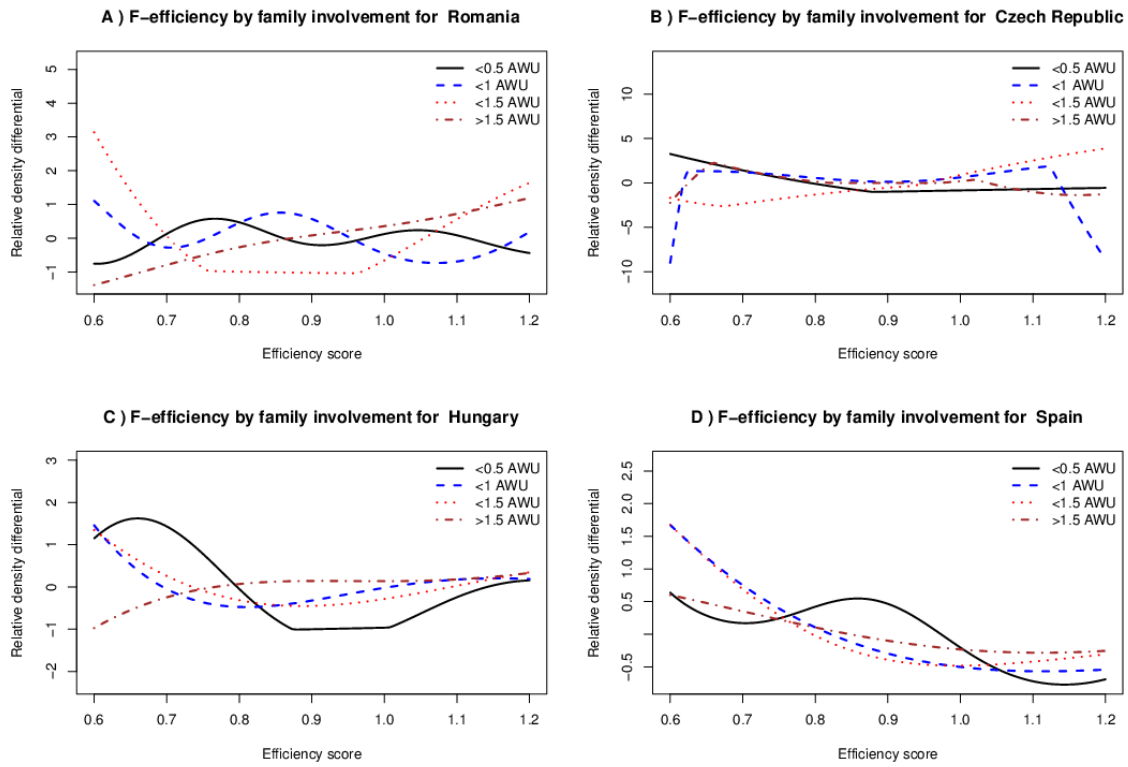 A ) F−efficiency by family involvement for Romania
Relative density differential
5
4
3
2
1
0
−1
<0.5 AWU
<1 AWU
<1.5 AWU
>1.5 AWU
0.6 0.7 0.8 0.9 1.0 1.1 1.2
Efficiency score
B ) F−efficiency by family involvement for Czech Republic
Relative density differential
10
5
0
−5
−10
<0.5 AWU
<1 AWU
<1.5 AWU
>1.5 AWU
0.6 0.7 0.8 0.9 1.0 1.1 1.2
Efficiency score
C ) F−efficiency by family involvement for Hungary
Relative density differential
3
2
1
0
−1
−2
<0.5 AWU
<1 AWU
<1.5 AWU
>1.5 AWU
0.6 0.7 0.8 0.9 1.0 1.1 1.2
Efficiency score
D ) F−efficiency by family involvement for Spain
Relative density differential
2.5
2.0
1.5
1.0
0.5
−0.5
<0.5 AWU
<1 AWU
<1.5 AWU
>1.5 AWU
0.6 0.7 0.8 0.9 1.0 1.1 1.2
Efficiency score